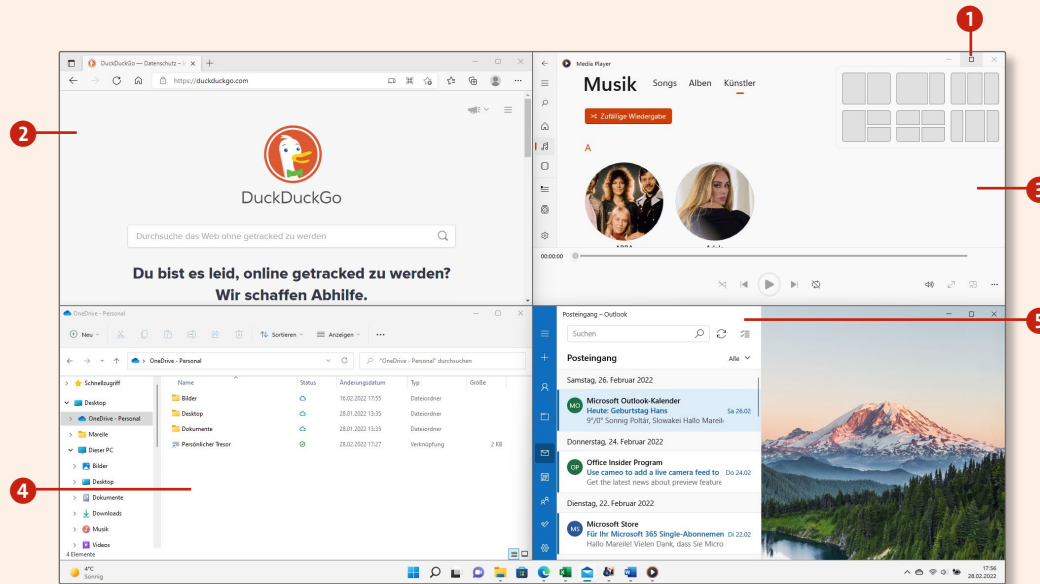 1
DuckDuckGo — Datenschutz – l
https://duckduckgo.com
2
DuckDuckGo
Durchsuche das Web ohne getracked zu werden
Du bist es leid, online getracked zu werden?
Wir schaffen Abhilfe.
Media Player
Musik Songs Alben Künstler
Zufällige Wiedergabe
A
ABBA Adele
3
00:00:00
OneDrive - Personal
Neu Sortieren Anzeigen
OneDrive - Personal
"OneDrive - Personal" durchsuchen
Schnellzugriff
Desktop
OneDrive - Personal
Mareile
Dieser PC
Bilder
Desktop
Dokumente
Downloads
Musik
Videos
4 Elemente
Name Status Änderungsdatum Typ Größe
Bilder 16.02.2022 17:55 Dateiordner
Desktop 28.01.2022 13:35 Dateiordner
Dokumente 28.01.2022 13:35 Dateiordner
Persönlicher Tresor 28.02.2022 17:27 Verknüpfung 2 KB
4
Posteingang – Outlook
5
Suchen
Posteingang Alle
Samstag, 26. Februar 2022
MO
Microsoft Outlook-Kalender
Heute: Geburtstag Hans Sa 26.02
9°/0° Sonnig Poltár, Slowakei Hallo Mareil
Donnerstag, 24. Februar 2022
OP
Office Insider Program
Use cameo to add a live camera feed to Do 24.02
Get the latest news about preview feature
Dienstag, 22. Februar 2022
MS
Microsoft Store
Für Ihr Microsoft 365 Single-Abonnemen Di 22.02
Hallo Mareile! Vielen Dank, dass Sie Micro
4°C
Sonnig
17:56
28.02.2022